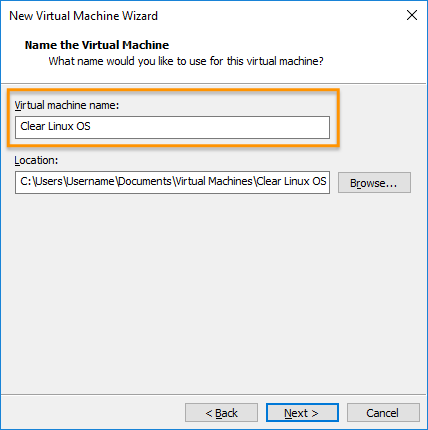 New Virtual Machine Wizard
Name the Virtual Machine
What name would you like to use for this virtual machine?
Virtual machine name:
Clear Linux OS
Location:
C:\Users\Username\Documents\Virtual Machines\Clear Linux OS
Browse...
< Back
Next >
Cancel